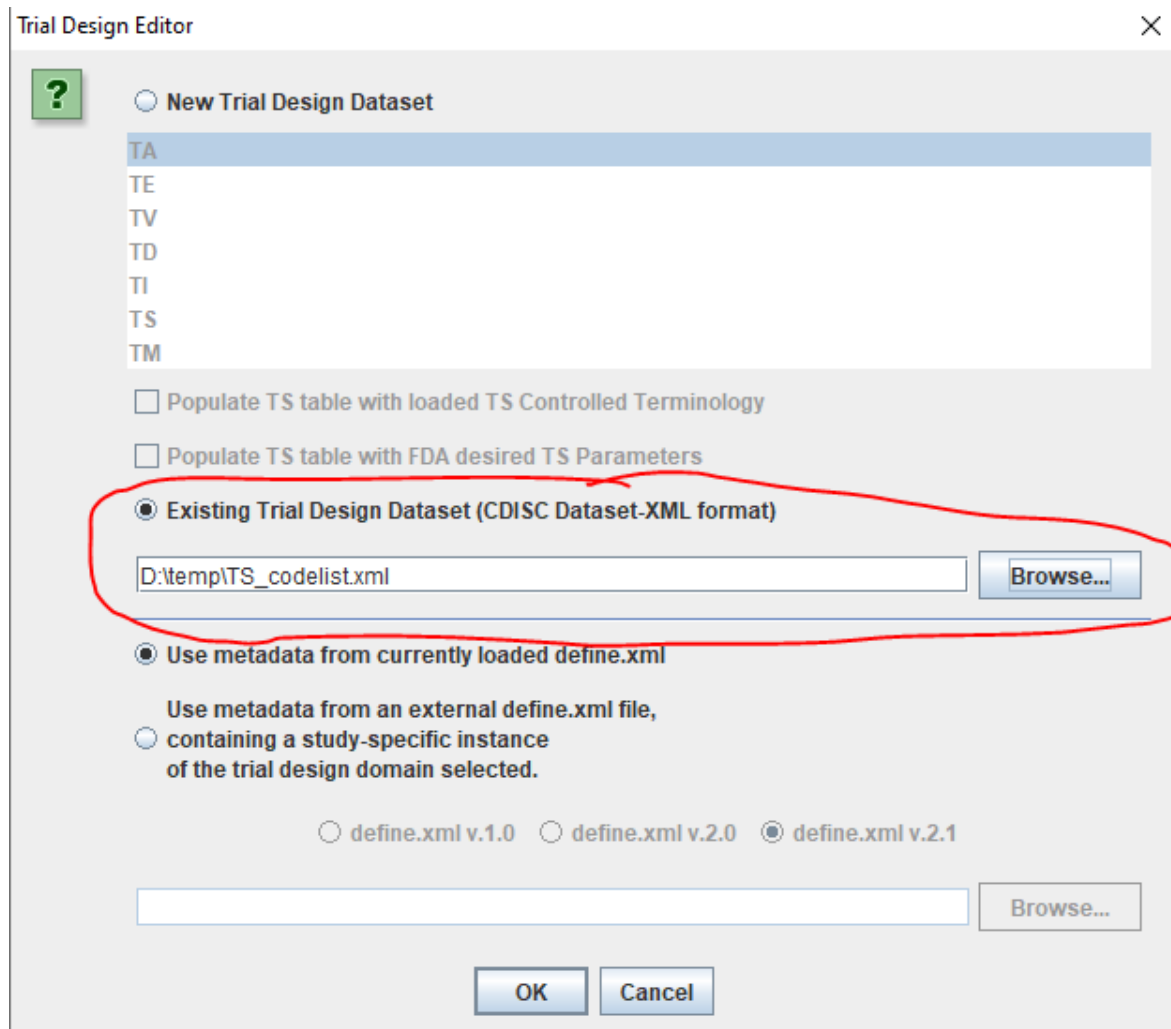 Trial Design Editor
?
New Trial Design Dataset
TA
TE
TV
TD
TI
TS
TM
Populate TS table with loaded TS Controlled Terminology
Populate TS table with FDA desired TS Parameters
Existing Trial Design Dataset (CDISC Dataset-XML format)
D:\temp\TS_codelist.xml Browse...
Use metadata from currently loaded define.xml
Use metadata from an external define.xml file,
containing a study-specific instance
of the trial design domain selected.
define.xml v.1.0 define.xml v.2.0 define.xml v.2.1
Browse...
OK Cancel